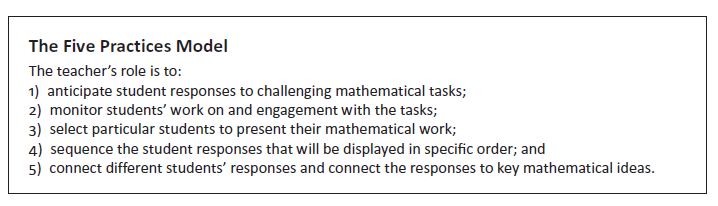 The Five Practices Model
The teacher's role is to:
1) anticipate student responses to challenging mathematical tasks;
2) monitor students' work on and engagement with the tasks;
3) select particular students to present their mathematical work;
4) sequence the student responses that will be displayed in specific order; and
5) connect different students' responses and connect the responses to key mathematical ideas.